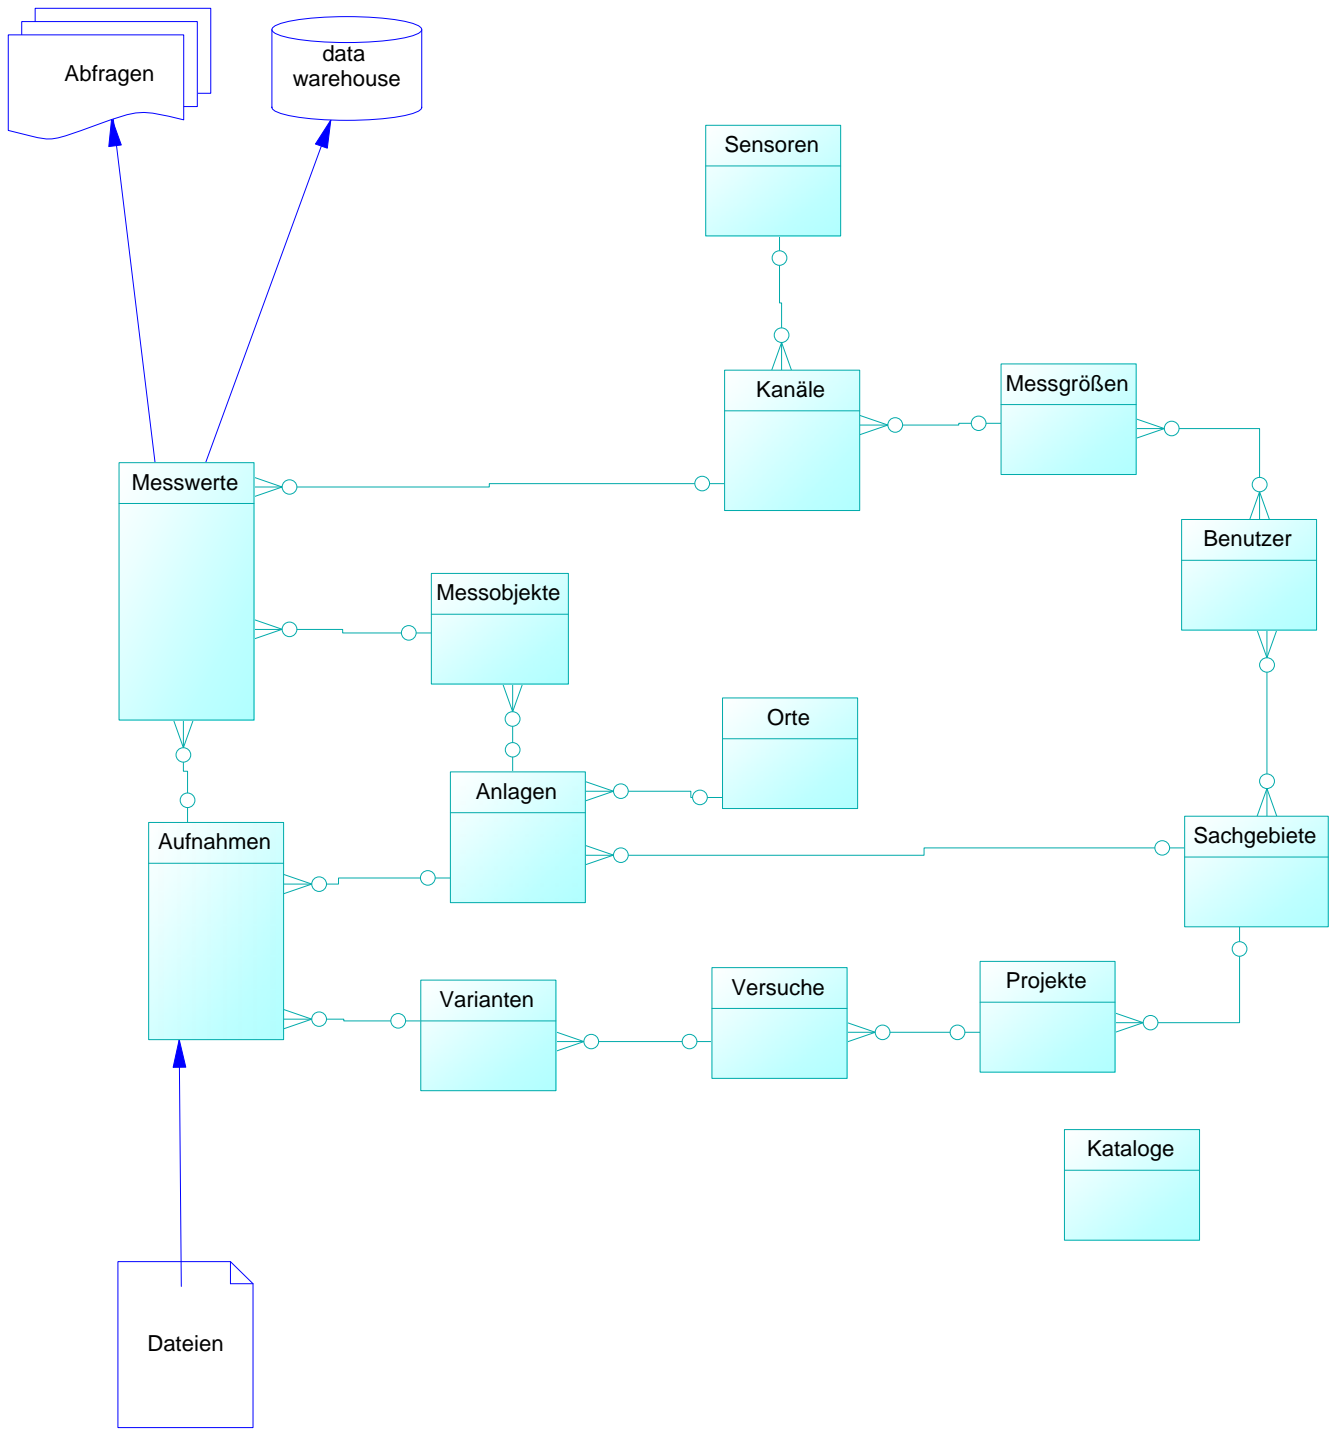 Abfragen
data
warehouse
Sensoren
Kanäle
Messgrößen
Messwerte
Benutzer
Messobjekte
Orte
Anlagen
Aufnahmen
Sachgebiete
Varianten
Versuche
Projekte
Kataloge
Dateien